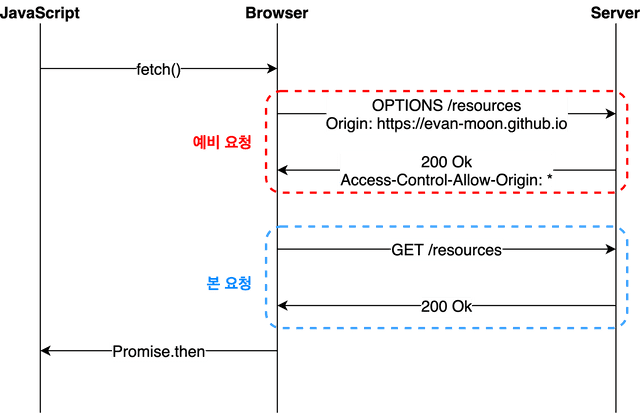 JavaScript
Browser
Server
fetch()
예비 요청
OPTIONS /resources
Origin: https://evan-moon.github.io
200 Ok
Access-Control-Allow-Origin: *
본 요청
GET /resources
200 Ok
Promise.then